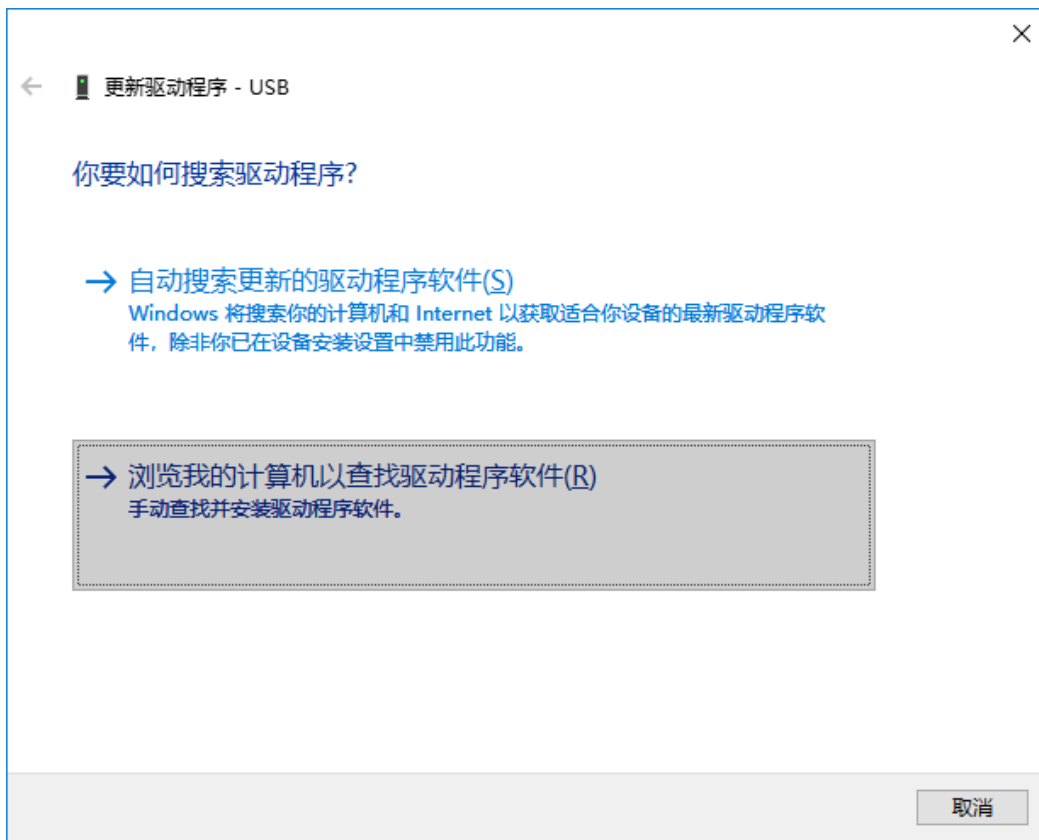 更新驱动程序 - USB
你要如何搜索驱动程序?
自动搜索更新的驱动程序软件(S)
Windows 将搜索你的计算机和 Internet 以获取适合你设备的最新驱动程序软
件，除非你已在设备安装设置中禁用此功能。
浏览我的计算机以查找驱动程序软件(R)
手动查找并安装驱动程序软件。
取消